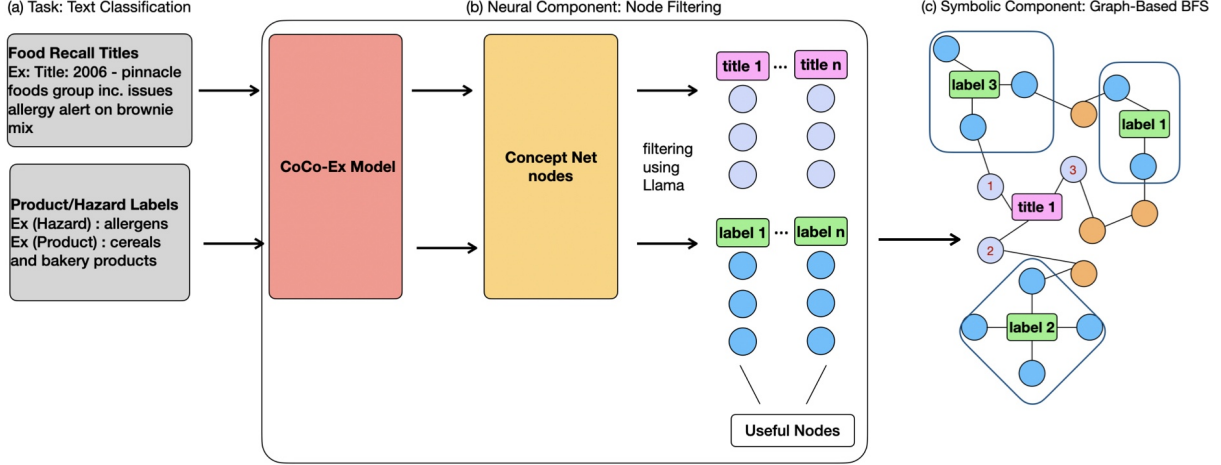 (a) Task: Text Classification
Food Recall Titles
Ex: Title: 2006 - pinnacle
foods group inc. issues
allergy alert on brownie
mix
Product/Hazard Labels
Ex (Hazard) : allergens
Ex (Product) : cereals
and bakery products
(b) Neural Component: Node Filtering
CoCo-Ex Model
Concept Net
nodes
filtering
using
Llama
title 1 ... title n
label 1 ... label n
Useful Nodes
(c) Symbolic Component: Graph-Based BFS
label 3
label 1
1
3
title 1
2
label 2